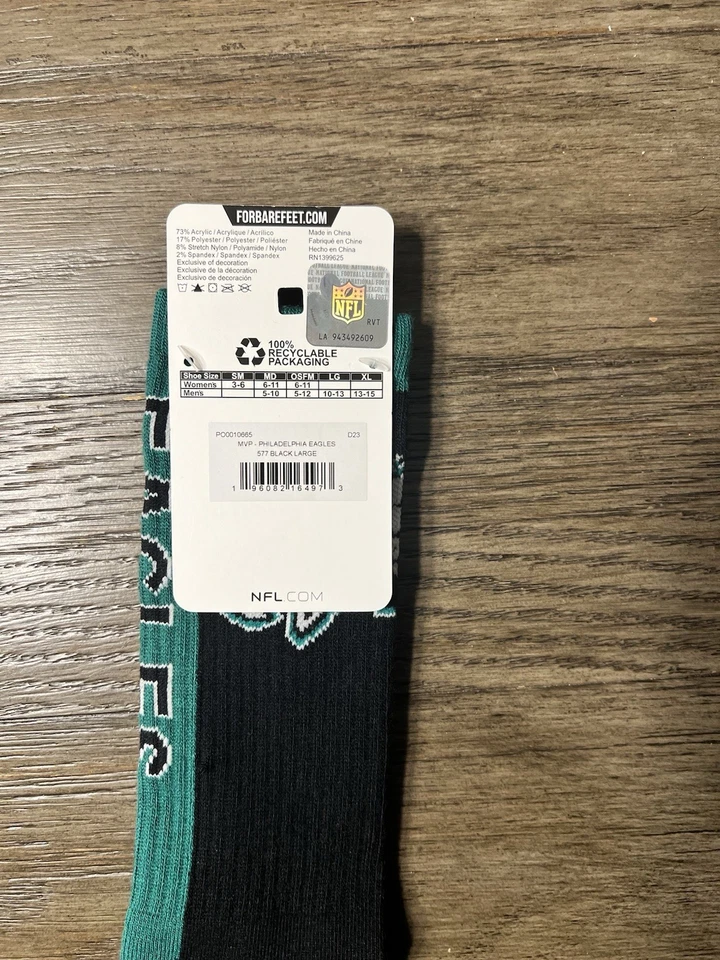 FORBAREFEET.COM
73% Acrylic / Acrylique / Acrílico
17% Polyester / Polyester / Poliéster
8% Stretch Nylon / Polyamide / Nylon
2% Spandex / Spandex / Spandex
Exclusive of decoration
Exclusive de la décoration
Exclusivo de decoración
Made in China
Fabriqué en Chine
Hecho en China
RN1399625
NFL
RVT
LA 943492609
100%
RECYCLABLE
PACKAGING
Shoe Size SM MD OSFM LG XL
Women's 3-6 6-11 6-11
Men's 5-10 5-12 10-13 13-15
PO0010665 D23
MVP - PHILADELPHIA EAGLES
577 BLACK LARGE
1 96082 16497 3
NFL.COM
EAGLES